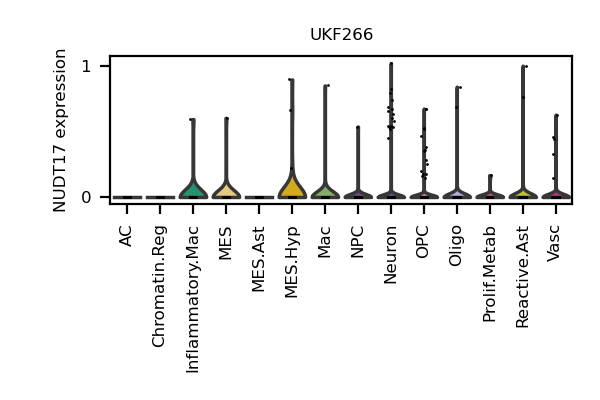 UKF266
NUDT17 expression
1
0
AC
Chromatin.Reg
Inflammatory.Mac
MES
MES.Ast
MES.Hyp
Mac
NPC
Neuron
OPC
Oligo
Prolif.Metab
Reactive.Ast
Vasc